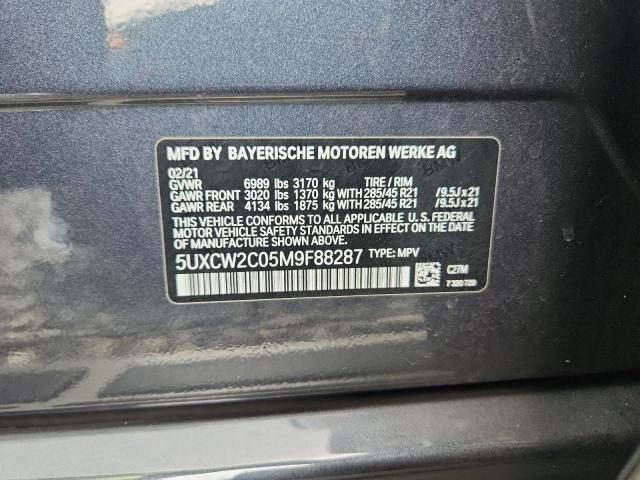 MFD BY BAYERISCHE MOTOREN WERKE AG
02/21
GVWR 6989 lbs 3170 kg TIRE / RIM
GAWR FRONT 3020 lbs 1370 kg WITH 285/45 R21 /9.5J x 21
GAWR REAR 4134 lbs 1875 kg WITH 285/45 R21 /9.5J x 21
THIS VEHICLE CONFORMS TO ALL APPLICABLE U. S. FEDERAL
MOTOR VEHICLE SAFETY STANDARDS IN EFFECT ON THE
DATE OF MANUFACTURE SHOWN ABOVE.
5UXCW2C05M9F88287 TYPE: MPV
C27M